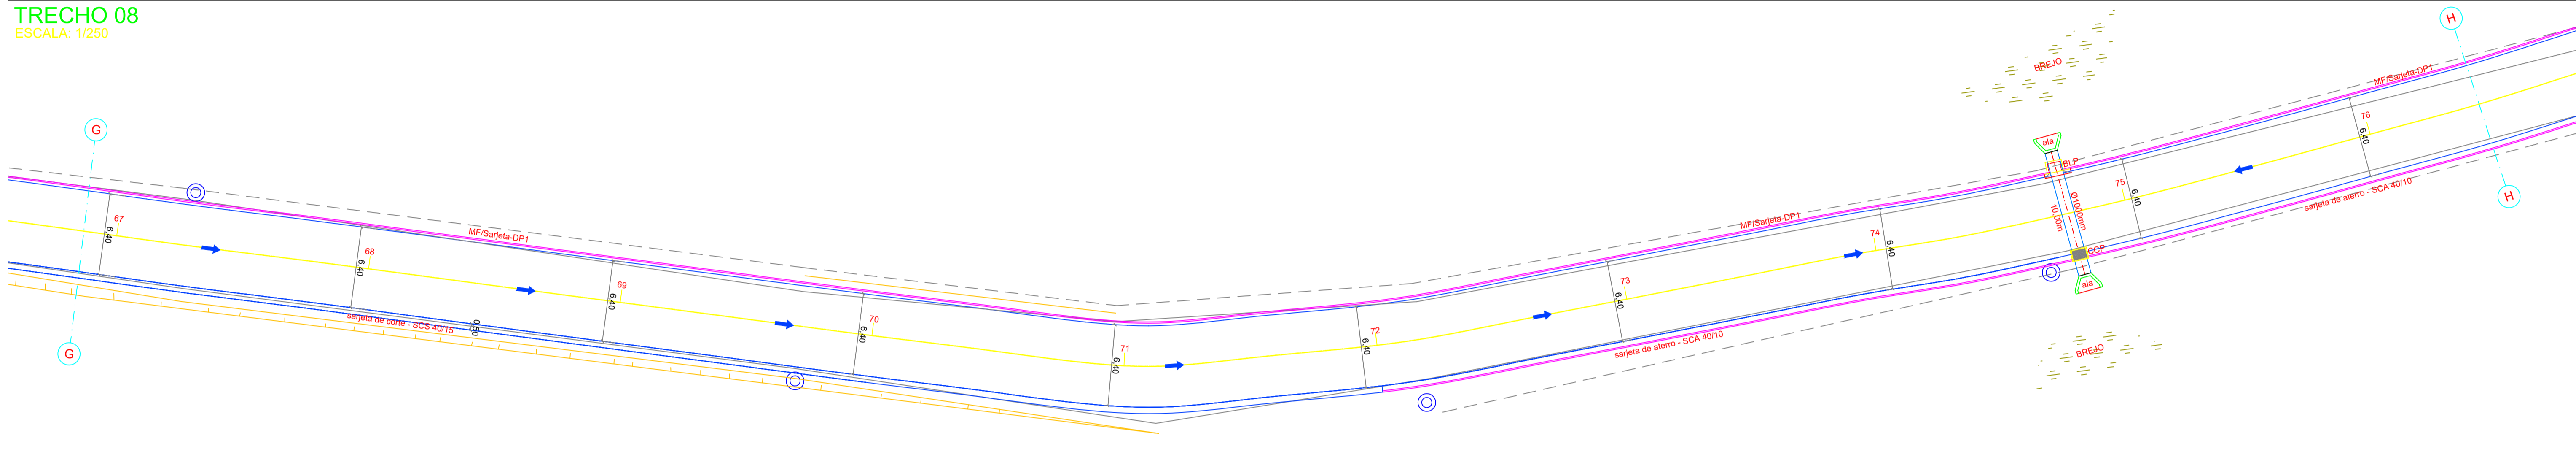 TRECHO 08
ESCALA: 1/250
G
G
67
6.40
68
6.40
MF/Sarjeta-DP1
sarjeta de corte - SCS 40/15
0.50
69
6.40
70
6.40
71
6.40
72
6.40
73
6.40
sarjeta de aterro - SCA 40/10
MF/Sarjeta-DP1
74
6.40
BREJO
ala
BLP
Ø1000mm
10,00m
CCP
ala
BREJO
75
6.40
76
6.40
MF/Sarjeta-DP1
sarjeta de aterro - SCA 40/10
H
H